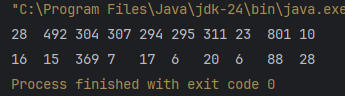 "C:\Program Files\Java\jdk-24\bin\java.exe
28 492 304 307 294 295 311 23 801 10
16 15 369 7 17 6 20 6 88 28
Process finished with exit code 0